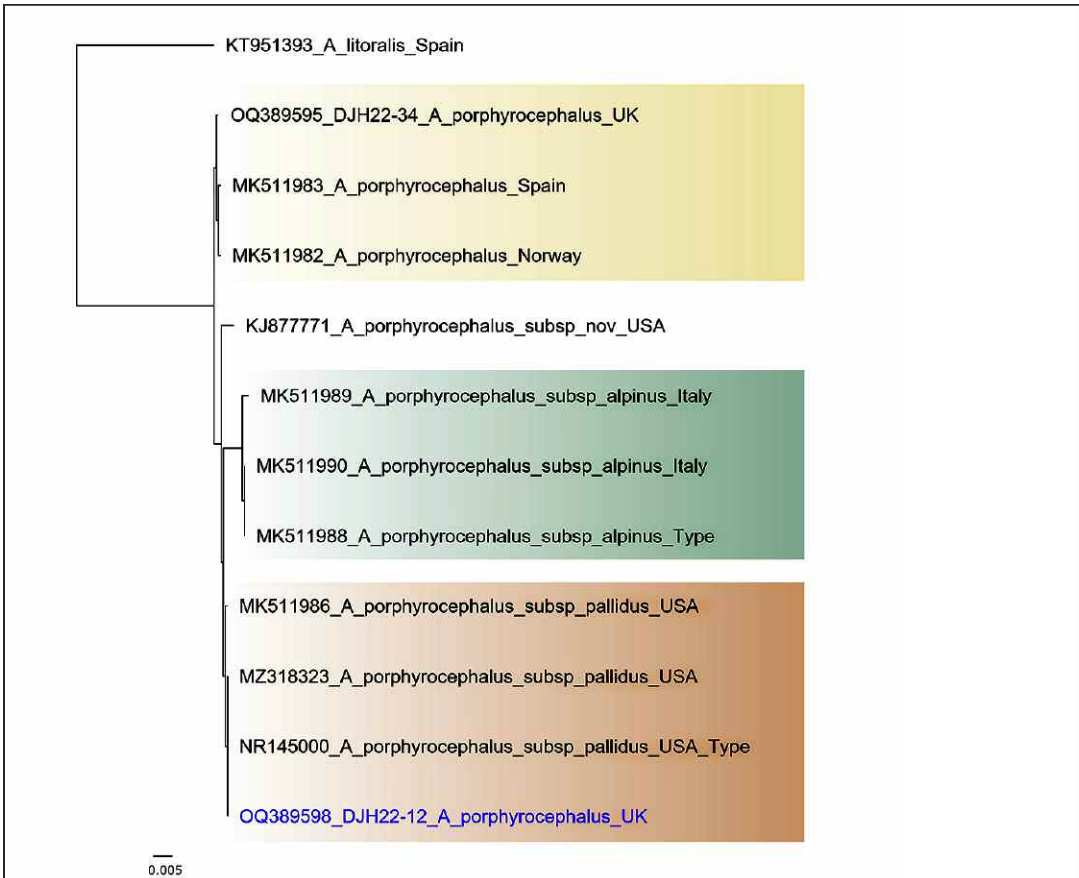 KT951393_A_litoralis_Spain
OQ389595_DJH22-34_A_porphyrocephalus_UK
MK511983_A_porphyrocephalus_Spain
MK511982_A_porphyrocephalus_Norway
KJ877771_A_porphyrocephalus_subsp_nov_USA
MK511989_A_porphyrocephalus_subsp_alpinus_Italy
MK511990_A_porphyrocephalus_subsp_alpinus_Italy
MK511988_A_porphyrocephalus_subsp_alpinus_Type
MK511986_A_porphyrocephalus_subsp_pallidus_USA
MZ318323_A_porphyrocephalus_subsp_pallidus_USA
NR145000_A_porphyrocephalus_subsp_pallidus_USA_Type
OQ389598_DJH22-12_A_porphyrocephalus_UK
0.005